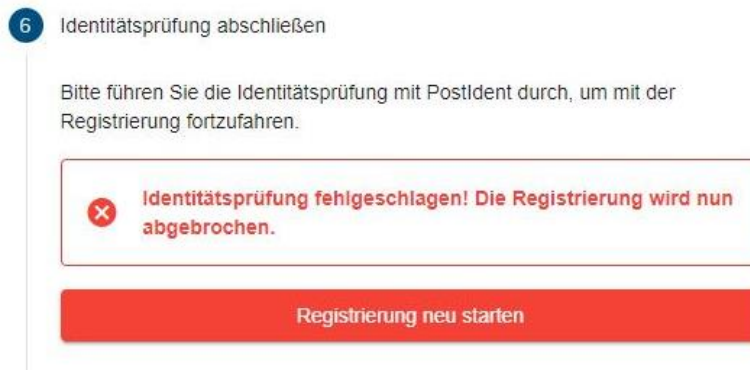 6 Identitätsprüfung abschließen
Bitte führen Sie die Identitätsprüfung mit PostIdent durch, um mit der
Registrierung fortzufahren.
Identitätsprüfung fehlgeschlagen! Die Registrierung wird nun
abgebrochen.
Registrierung neu starten